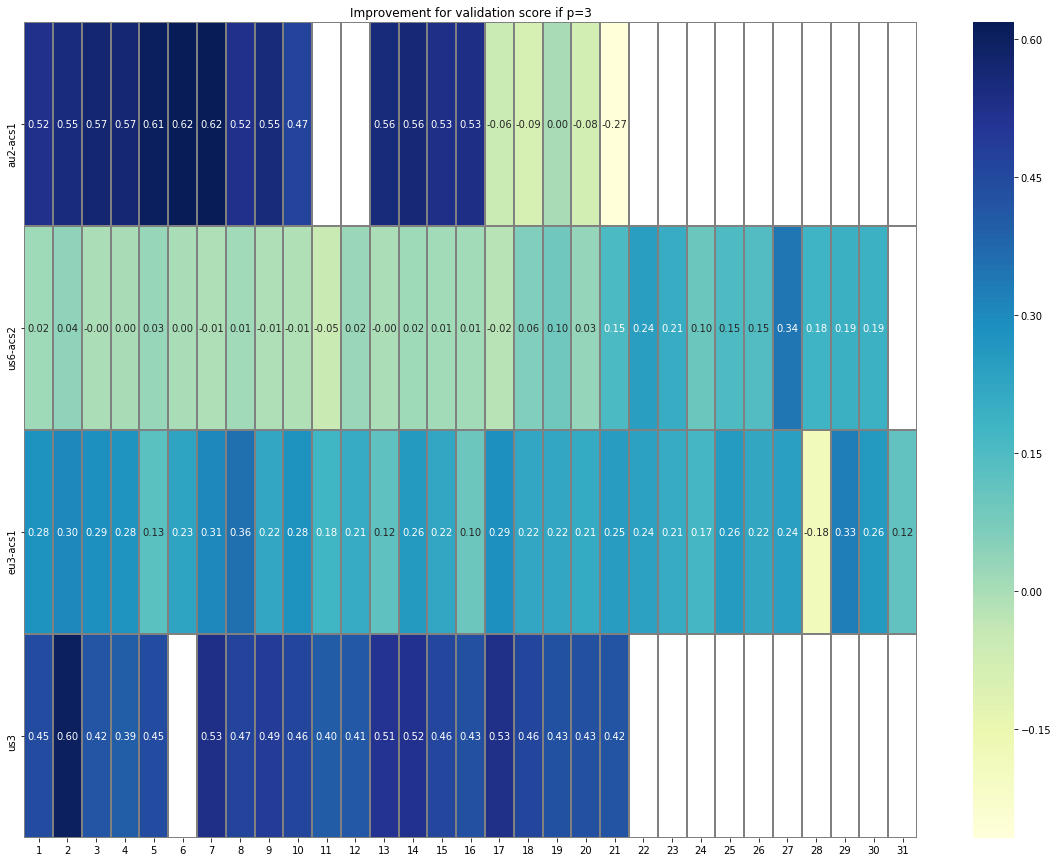 Improvement for validation score if p=3
au2-acs1
0.52 0.55 0.57 0.57 0.61 0.62 0.62 0.52 0.55 0.47 0.56 0.56 0.53 0.53 -0.06 -0.09 0.00 -0.08 -0.27
us6-acs2
0.02 0.04 -0.00 0.00 0.03 0.00 -0.01 0.01 -0.01 -0.01 -0.05 0.02 -0.00 0.02 0.01 0.01 -0.02 0.06 0.10 0.03 0.15 0.24 0.21 0.10 0.15 0.15 0.34 0.18 0.19 0.19
eu3-acs1
0.28 0.30 0.29 0.28 0.13 0.23 0.31 0.36 0.22 0.28 0.18 0.21 0.12 0.26 0.22 0.10 0.29 0.22 0.22 0.21 0.25 0.24 0.21 0.17 0.26 0.22 0.24 -0.18 0.33 0.26 0.12
us3
0.45 0.60 0.42 0.39 0.45 0.53 0.47 0.49 0.46 0.40 0.41 0.51 0.52 0.46 0.43 0.53 0.46 0.43 0.43 0.42
1 2 3 4 5 6 7 8 9 10 11 12 13 14 15 16 17 18 19 20 21 22 23 24 25 26 27 28 29 30 31
0.60
0.45
0.30
0.15
0.00
−0.15